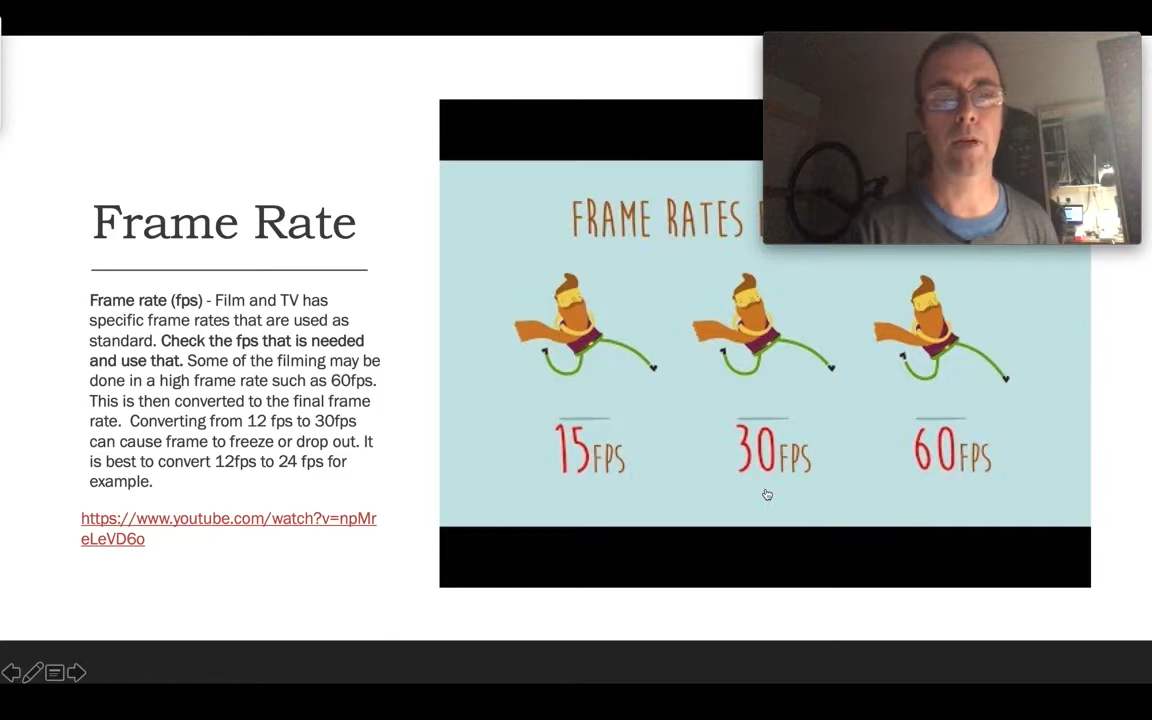 Frame Rate
Frame rate (fps) - Film and TV has
specific frame rates that are used as
standard. Check the fps that is needed
and use that. Some of the filming may be
done in a high frame rate such as 60fps.
This is then converted to the final frame
rate.  Converting from 12 fps to 30fps
can cause frame to freeze or drop out. It
is best to convert 12fps to 24 fps for
example.
https://www.youtube.com/watch?v=npMr
eLeVD6o
FRAME RATES
15FPS
30FPS
60FPS